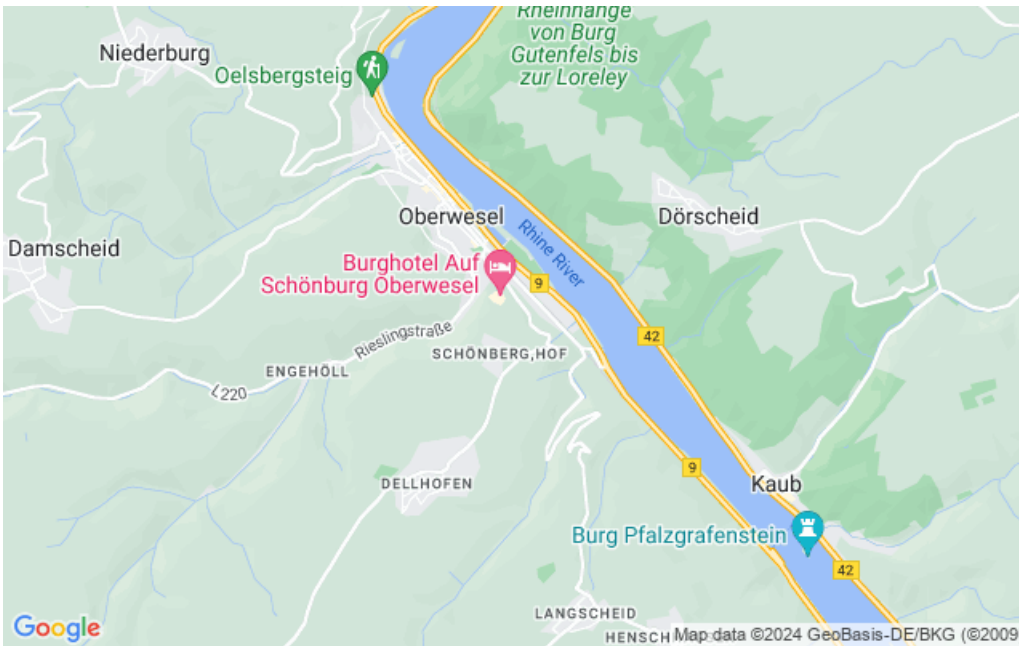 Rheinhänge
von Burg
Gutenfels bis
zur Loreley
Niederburg
Oelsbergsteig
Oberwesel
Dörscheid
Damscheid
Rhine River
Burghotel Auf
Schönburg Oberwesel
9
Rieslingstraße
42
SCHÖNBERG,HOF
ENGEHÖLL
L220
9
Kaub
DELLHOFEN
Burg Pfalzgrafenstein
42
LANGSCHEID
Google
Map data ©2024 GeoBasis-DE/BKG (©2009